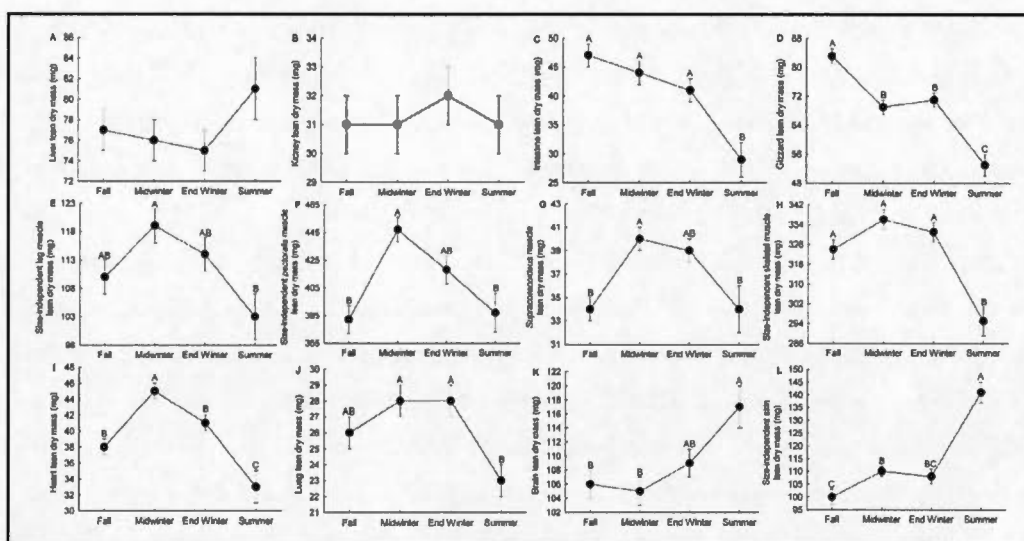 A
Liver lean dry mass (mg)
86
84
82
80
78
76
74
72
Fall Midwinter End Winter Summer
B
Kidney lean dry mass (mg)
34
33
32
31
30
29
Fall Midwinter End Winter Summer
C
Intestine lean dry mass (mg)
50
45
40
35
30
25
A
A
A
B
Fall Midwinter End Winter Summer
D
Gizzard lean dry mass (mg)
88
80
72
64
56
48
A
B
B
C
Fall Midwinter End Winter Summer
E
Size-independent leg muscle
lean dry mass (mg)
123
118
113
108
103
98
AB
A
AB
B
Fall Midwinter End Winter Summer
F
Size-independent pectoralis muscle
lean dry mass (mg)
465
445
425
405
385
365
B
A
AB
B
Fall Midwinter End Winter Summer
G
Supracoracoideus muscle
lean dry mass (mg)
43
41
39
37
35
33
31
B
A
AB
B
Fall Midwinter End Winter Summer
H
Size-independent skeletal muscle
lean dry mass (mg)
342
334
326
318
310
302
294
286
A
A
A
B
Fall Midwinter End Winter Summer
I
Heart lean dry mass (mg)
48
45
42
39
36
33
30
B
A
B
C
Fall Midwinter End Winter Summer
J
Lung lean dry mass (mg)
30
29
28
27
26
25
24
23
22
21
AB
A
A
B
Fall Midwinter End Winter Summer
K
Brain lean dry mass (mg)
122
120
118
116
114
112
110
108
106
104
102
B
B
AB
A
Fall Midwinter End Winter Summer
L
Size-independent skin
lean dry mass (mg)
150
145
140
135
130
125
120
115
110
105
100
95
C
B
BC
A
Fall Midwinter End Winter Summer